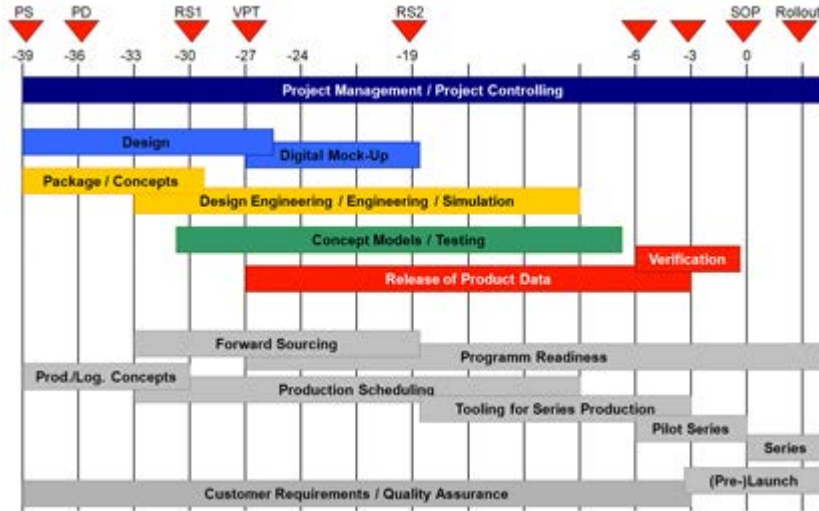 PS PD RS1 VPT RS2 SOP Rollout
-39 -36 -33 -30 -27 -24 -19 -6 -3 0
Project Management / Project Controlling
Design
Digital Mock-Up
Package / Concepts
Design Engineering / Engineering / Simulation
Concept Models / Testing
Verification
Release of Product Data
Forward Sourcing
Programm Readiness
Prod./Log. Concepts
Production Scheduling
Tooling for Series Production
Pilot Series
Series
(Pre-)Launch
Customer Requirements / Quality Assurance